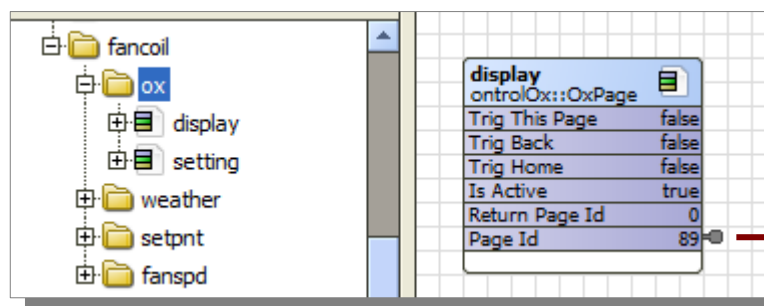 fancoil
ox
display
setting
weather
setpnt
fanspd
display
ontrolOx::OxPage
Trig This Page false
Trig Back false
Trig Home false
Is Active true
Return Page Id 0
Page Id 89